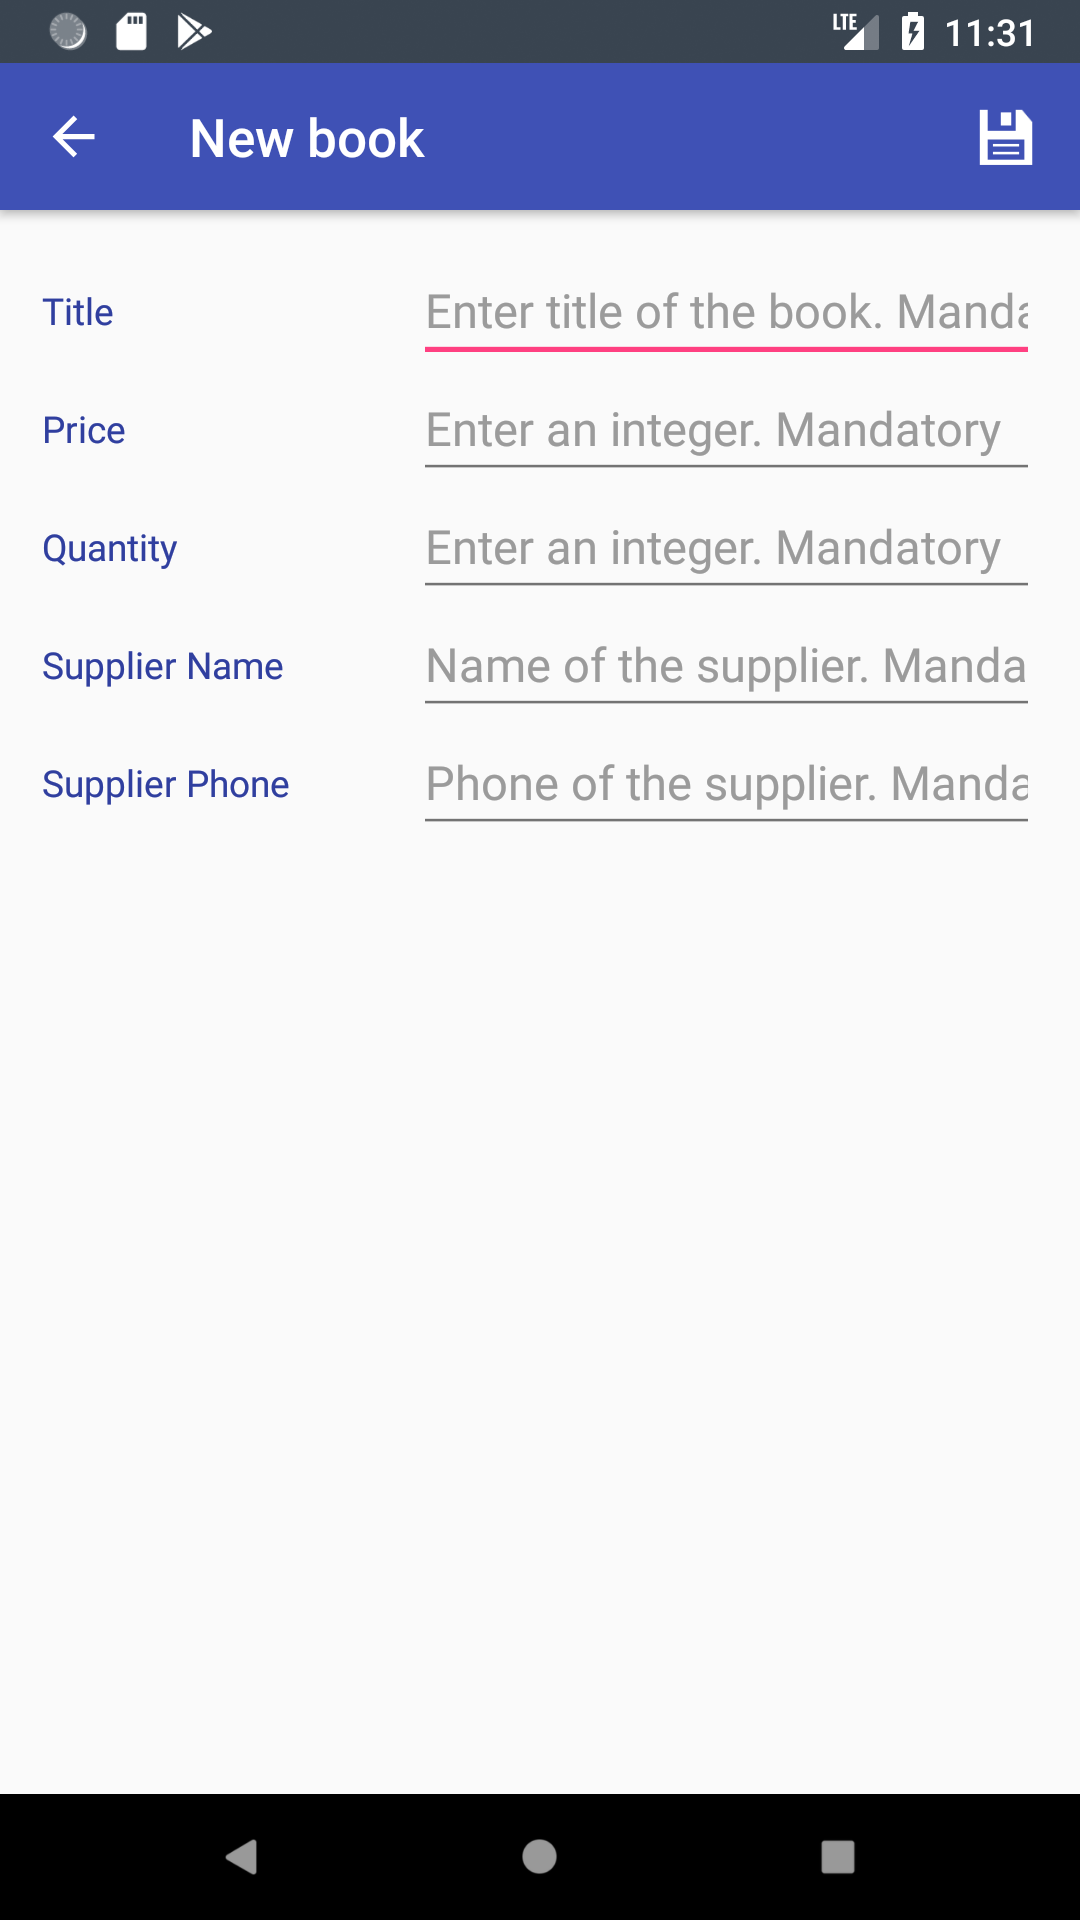 LTE 11:31
New book
Title Enter title of the book. Manda
Price Enter an integer. Mandatory
Quantity Enter an integer. Mandatory
Supplier Name Name of the supplier. Manda
Supplier Phone Phone of the supplier. Manda